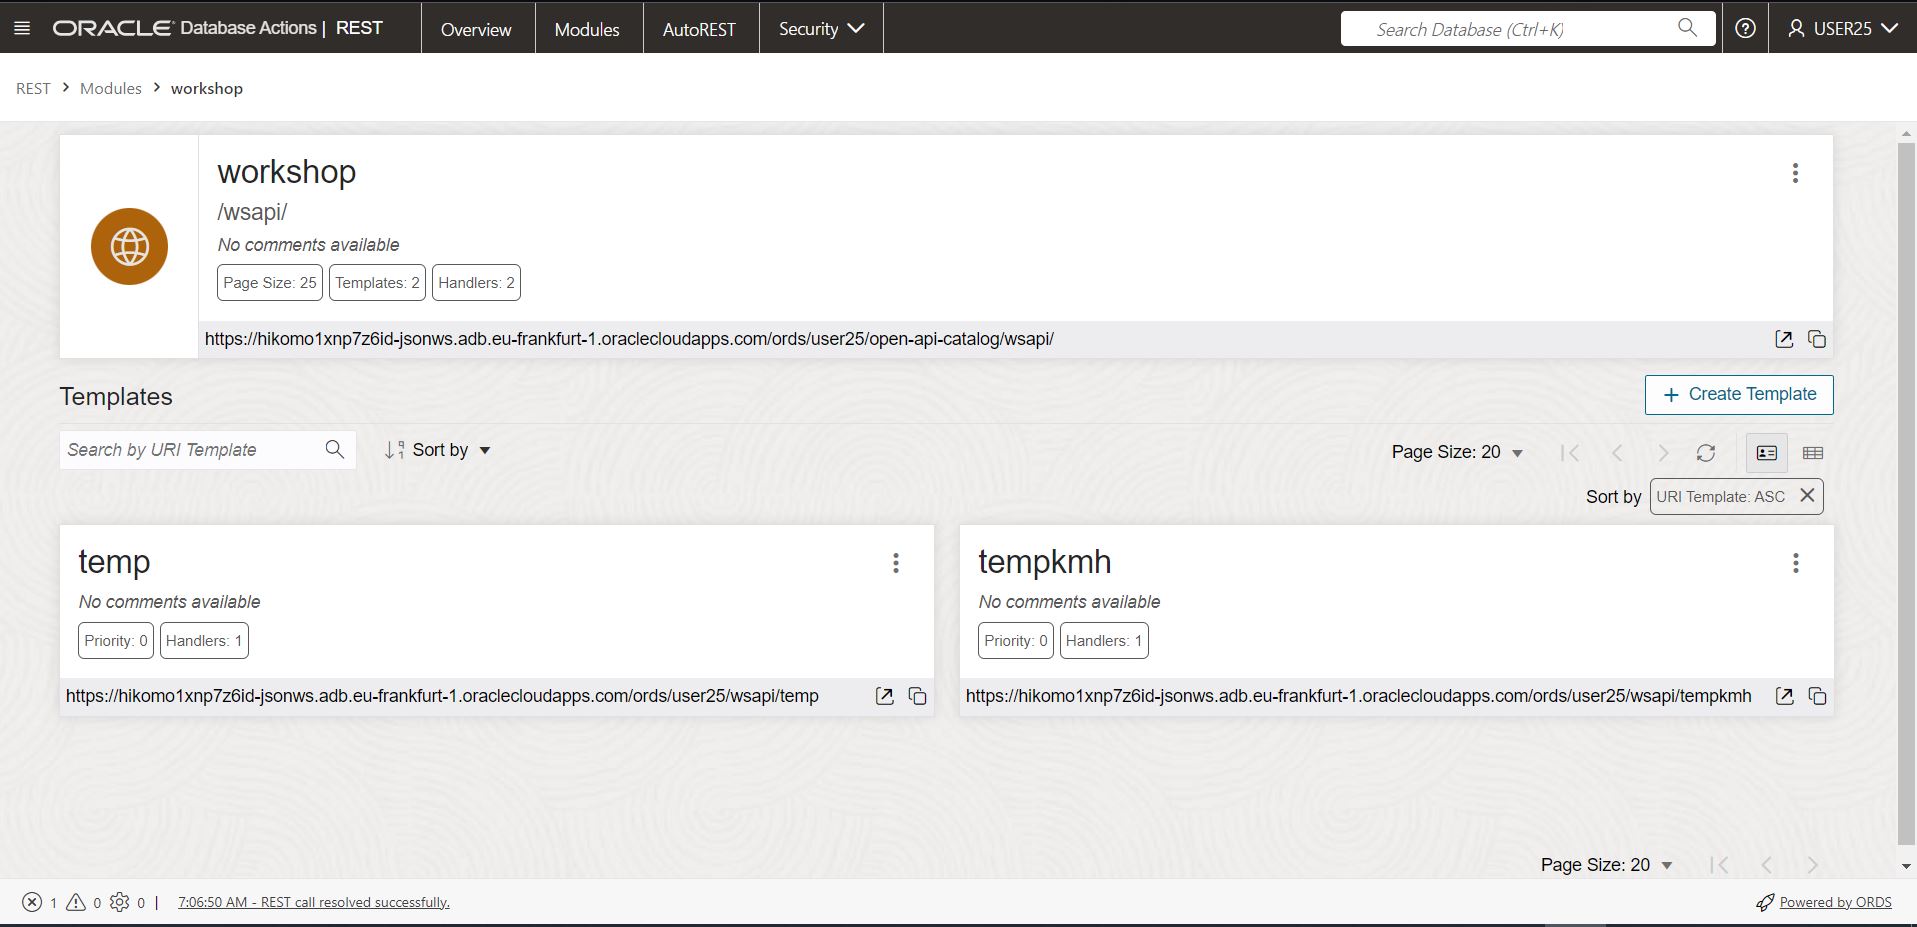 ORACLE Database Actions | REST Overview Modules AutoREST Security Search Database (Ctrl+K) USER25
REST > Modules > workshop
workshop
/wsapi/
No comments available
Page Size: 25 Templates: 2 Handlers: 2
https://hikomo1xnp7z6id-jsonws.adb.eu-frankfurt-1.oraclecloudapps.com/ords/user25/open-api-catalog/wsapi/
Templates + Create Template
Search by URI Template Sort by Page Size: 20
Sort by URI Template: ASC
temp
No comments available
Priority: 0 Handlers: 1
https://hikomo1xnp7z6id-jsonws.adb.eu-frankfurt-1.oraclecloudapps.com/ords/user25/wsapi/temp
tempkmh
No comments available
Priority: 0 Handlers: 1
https://hikomo1xnp7z6id-jsonws.adb.eu-frankfurt-1.oraclecloudapps.com/ords/user25/wsapi/tempkmh
Page Size: 20
1 0 0 | 7:06:50 AM - REST call resolved successfully. Powered by ORDS